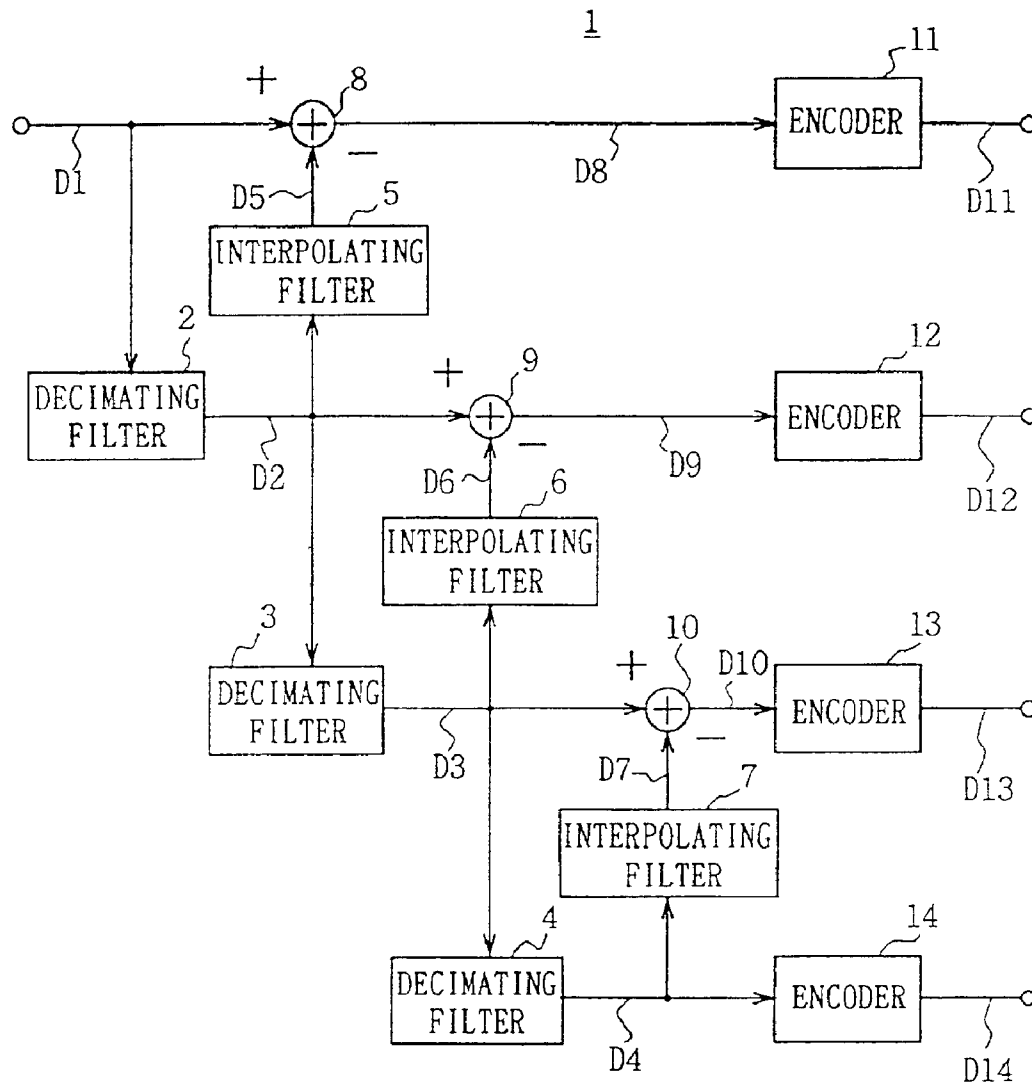 1
11
+
8
ENCODER
+
D1
−
D8
D11
D5
5
INTERPOLATING
FILTER
2
12
+
9
DECIMATING
FILTER
ENCODER
+
D2
−
D9
D12
D6
6
INTERPOLATING
FILTER
3
10
13
+
D10
DECIMATING
FILTER
ENCODER
+
−
D3
D7
7
D13
INTERPOLATING
FILTER
4
14
DECIMATING
FILTER
ENCODER
D4
D14